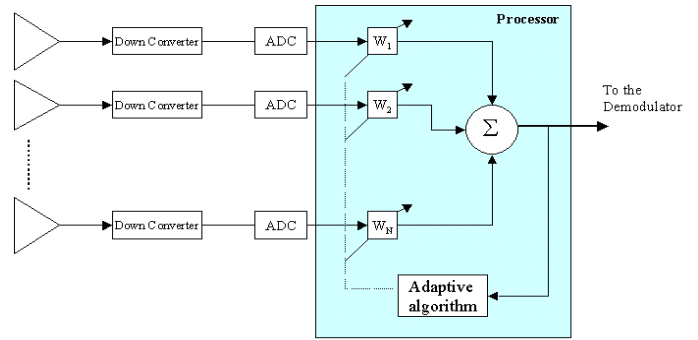 Processor
Down Converter ADC W1
To the
Demodulator
Down Converter ADC W2
Σ
Down Converter ADC WN
Adaptive
algorithm